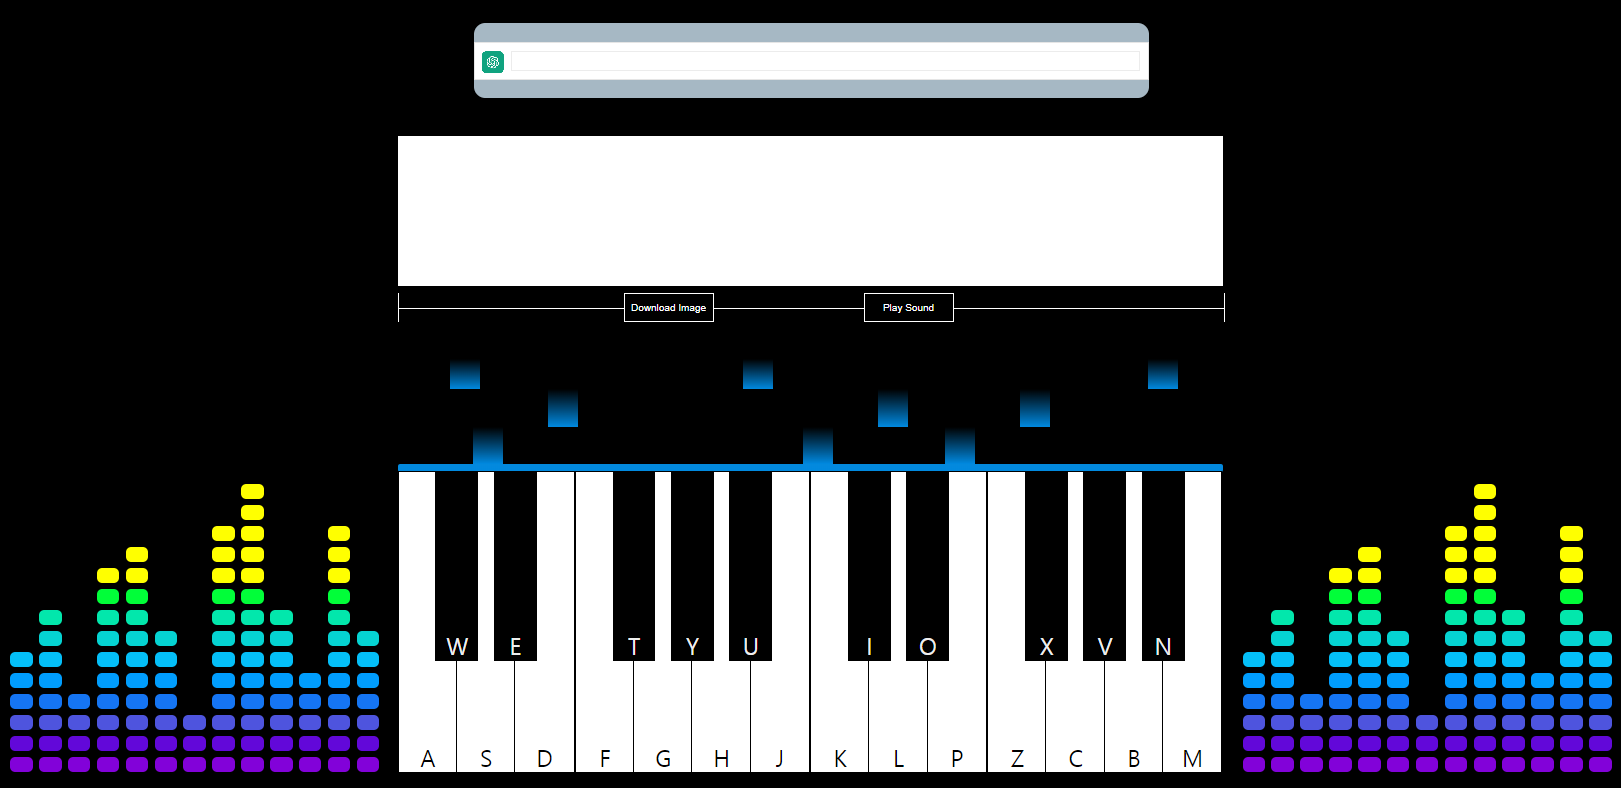 Download Image Play Sound
W E T Y U I O X V N
A S D F G H J K L P Z C B M